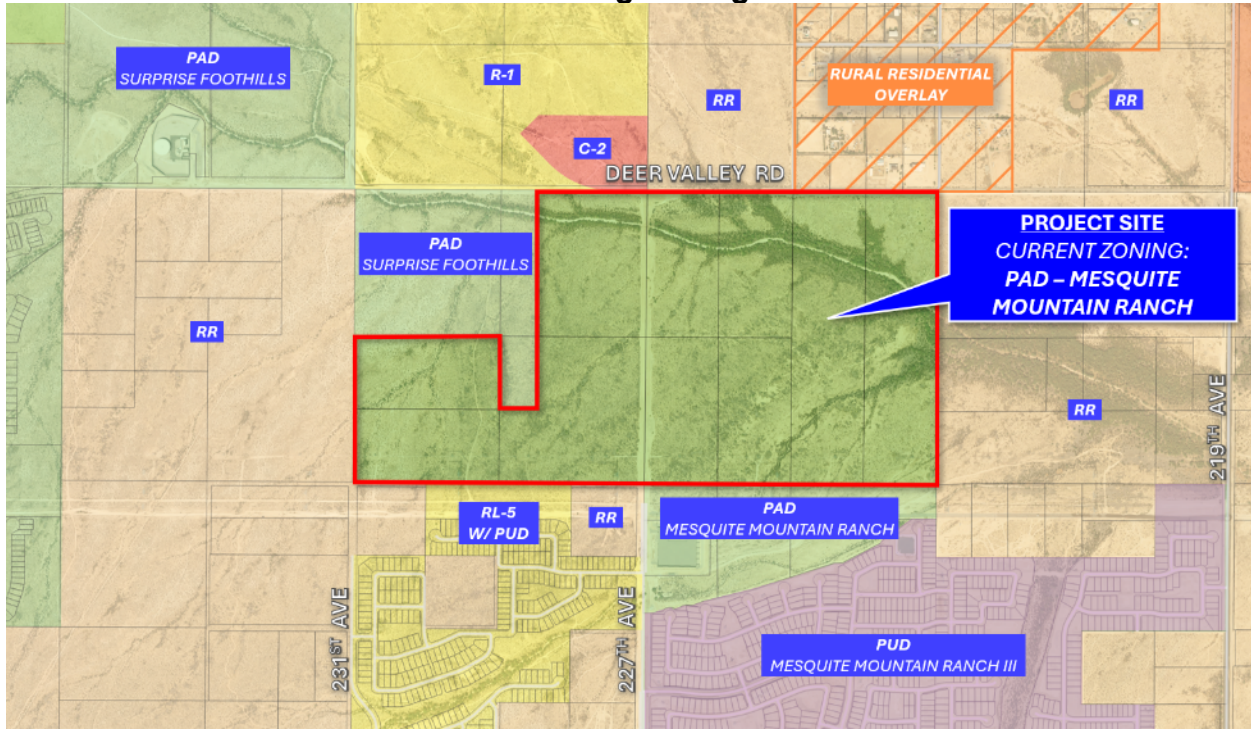 PAD
SURPRISE FOOTHILLS
R-1
RR
RURAL RESIDENTIAL
OVERLAY
RR
C-2
DEER VALLEY RD
PAD
SURPRISE FOOTHILLS
PROJECT SITE
CURRENT ZONING:
PAD – MESQUITE
MOUNTAIN RANCH
RR
RR
219TH AVE
RL-5
W/ PUD
RR
PAD
MESQUITE MOUNTAIN RANCH
231ST AVE
227TH AVE
PUD
MESQUITE MOUNTAIN RANCH III